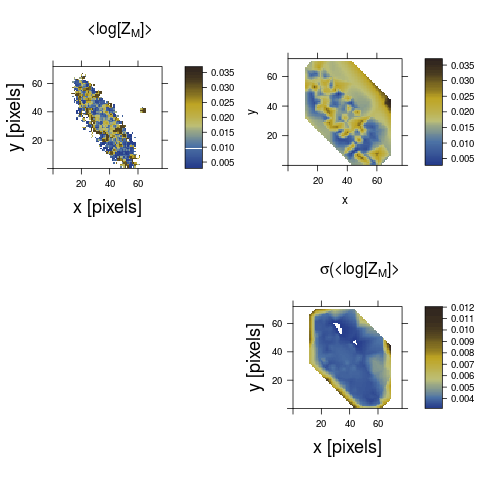 <log[Z_M]>
60
40
20
20 40 60
y [pixels]
x [pixels]
0.035
0.030
0.025
0.020
0.015
0.010
0.005
60
40
20
20 40 60
y
x
0.035
0.030
0.025
0.020
0.015
0.010
0.005
σ(<log[Z_M]>
60
40
20
20 40 60
y [pixels]
x [pixels]
0.012
0.011
0.010
0.009
0.008
0.007
0.006
0.005
0.004